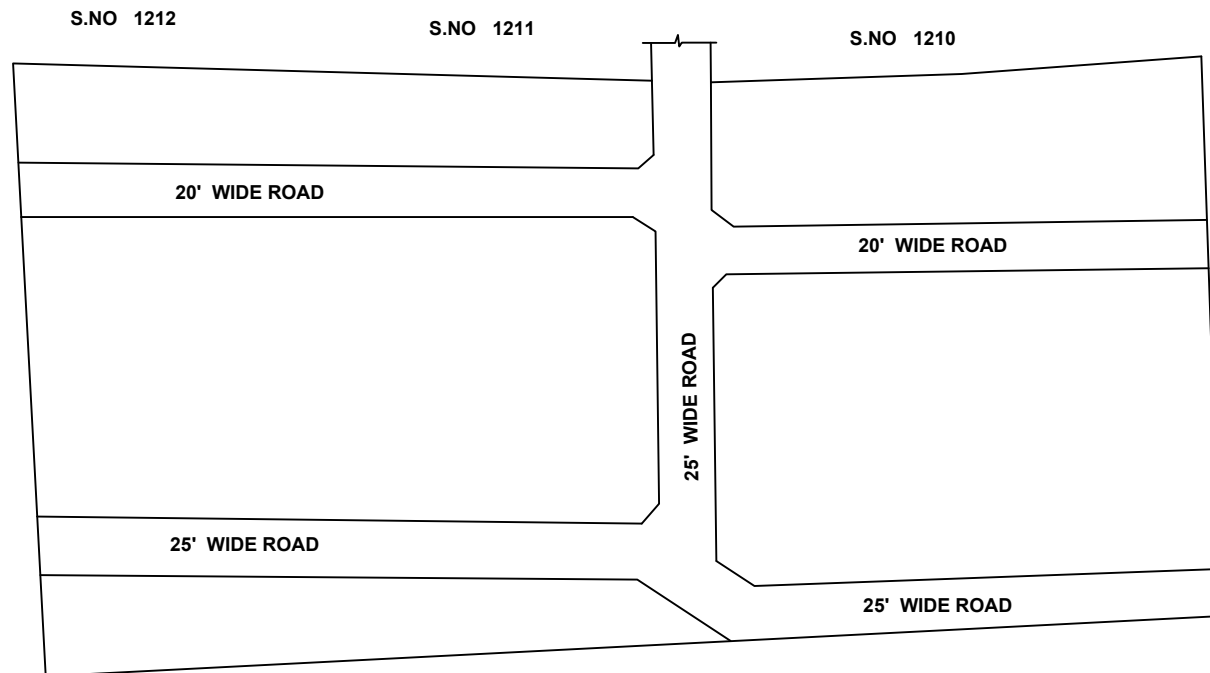 S.NO 1212
S.NO 1211
S.NO 1210
20' WIDE ROAD
20' WIDE ROAD
25' WIDE ROAD
25' WIDE ROAD
25' WIDE ROAD